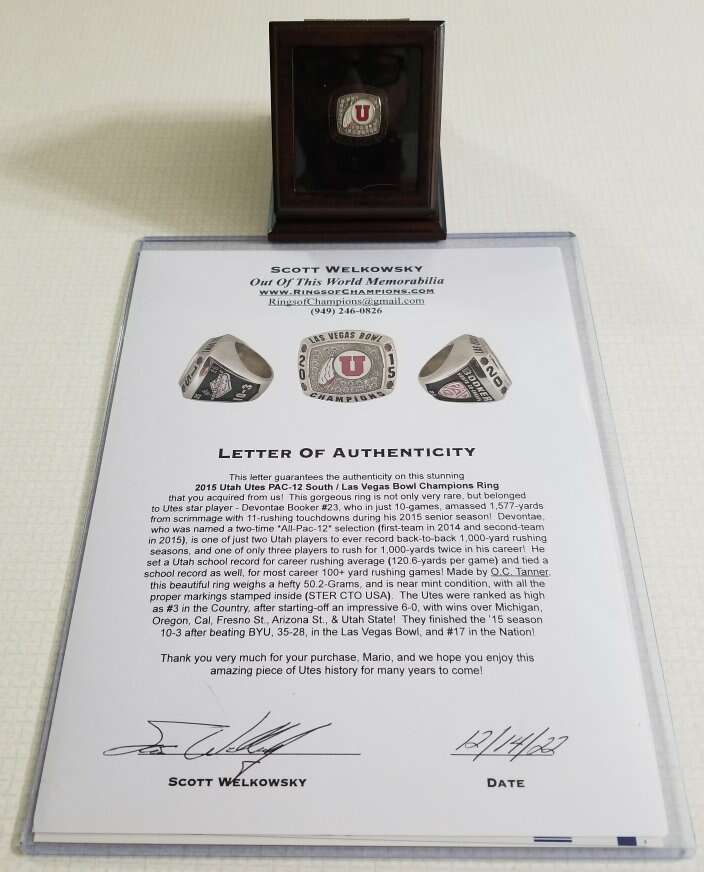 U
SCOTT WELKOWSKY
Out Of This World Memorabilia
WWW.RINGSOFCHAMPIONS.COM
RingsofChampions@gmail.com
(949) 246-0826
10-3
LAS VEGAS BOWL
20 U 15
CHAMPIONS
20
BOOKER
LETTER OF AUTHENTICITY
This letter guarantees the authenticity on this stunning
2015 Utah Utes PAC-12 South / Las Vegas Bowl Champions Ring
that you acquired from us! This gorgeous ring is not only very rare, but belonged
to Utes star player - Devontae Booker #23, who in just 10-games, amassed 1,577-yards
from scrimmage with 11-rushing touchdowns during his 2015 senior season! Devontae,
who was named a two-time "All-Pac-12" selection (first-team in 2014 and second-team
in 2015), is one of just two Utah players to ever record back-to-back 1,000-yard rushing
seasons, and one of only three players to rush for 1,000-yards twice in his career! He
set a Utah school record for career rushing average (120.6-yards per game) and tied a
school record as well, for most career 100+ yard rushing games! Made by O.C. Tanner,
this beautiful ring weighs a hefty 50.2-Grams, and is near mint condition, with all the
proper markings stamped inside (STER CTO USA). The Utes were ranked as high
as #3 in the Country, after starting-off an impressive 6-0, with wins over Michigan,
Oregon, Cal, Fresno St., Arizona St., & Utah State! They finished the '15 season
10-3 after beating BYU, 35-28, in the Las Vegas Bowl, and #17 in the Nation!
Thank you very much for your purchase, Mario, and we hope you enjoy this
amazing piece of Utes history for many years to come!
12/14/22
SCOTT WELKOWSKY
DATE